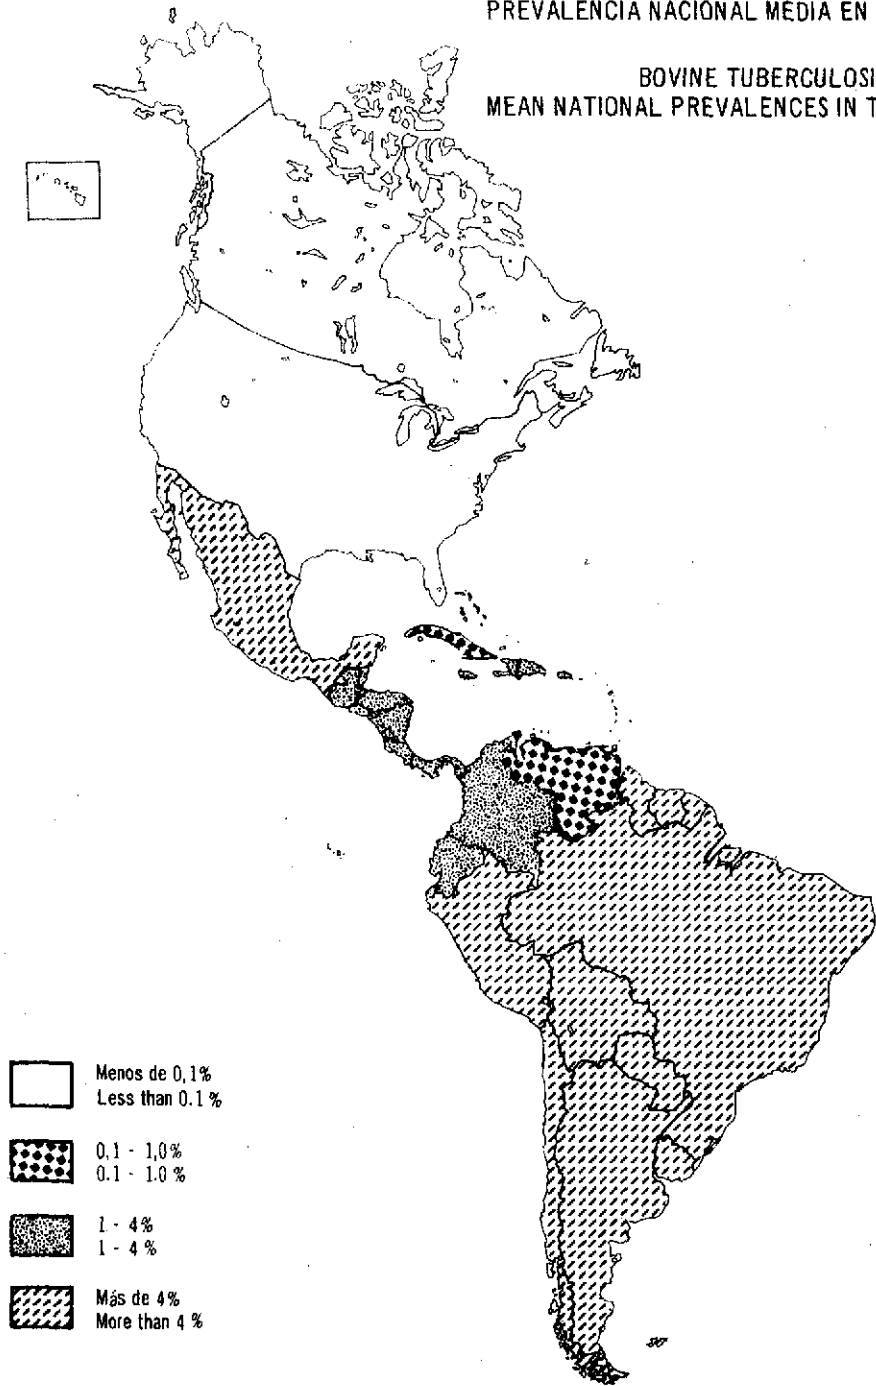 PREVALENCIA NACIONAL MEDIA EN
BOVINE TUBERCULOSI
MEAN NATIONAL PREVALENCES IN T
Menos de 0,1%
Less than 0.1 %
0,1 - 1,0%
0.1 - 1.0 %
1 - 4%
1 - 4%
Más de 4%
More than 4 %